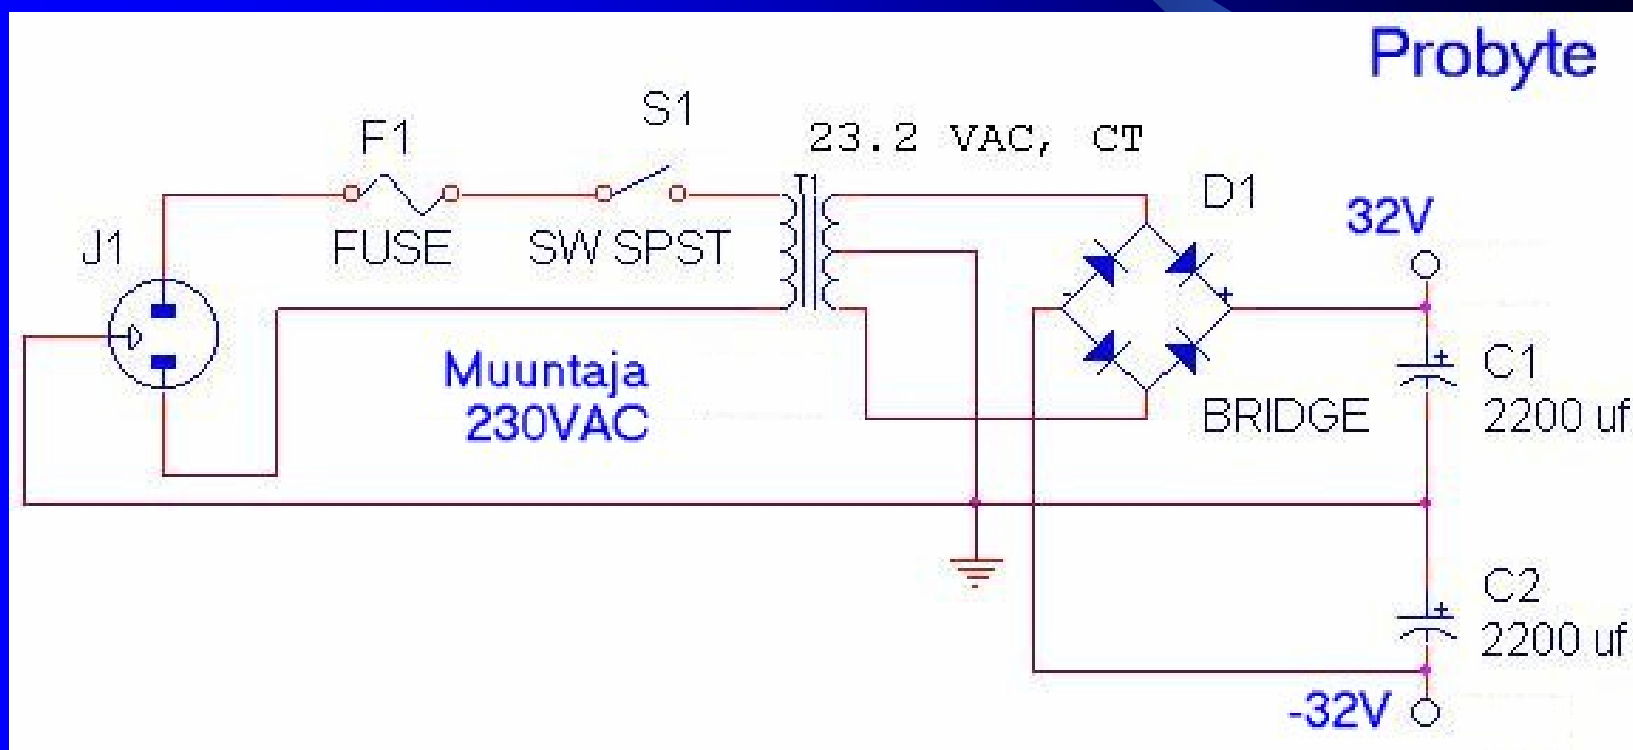 Probyte
S1
F1
23.2 VAC, CT
T1
D1
32V
J1
FUSE
SW SPST
-
+
Muuntaja
230VAC
+
C1
2200 uf
BRIDGE
+
C2
2200 uf
-32V